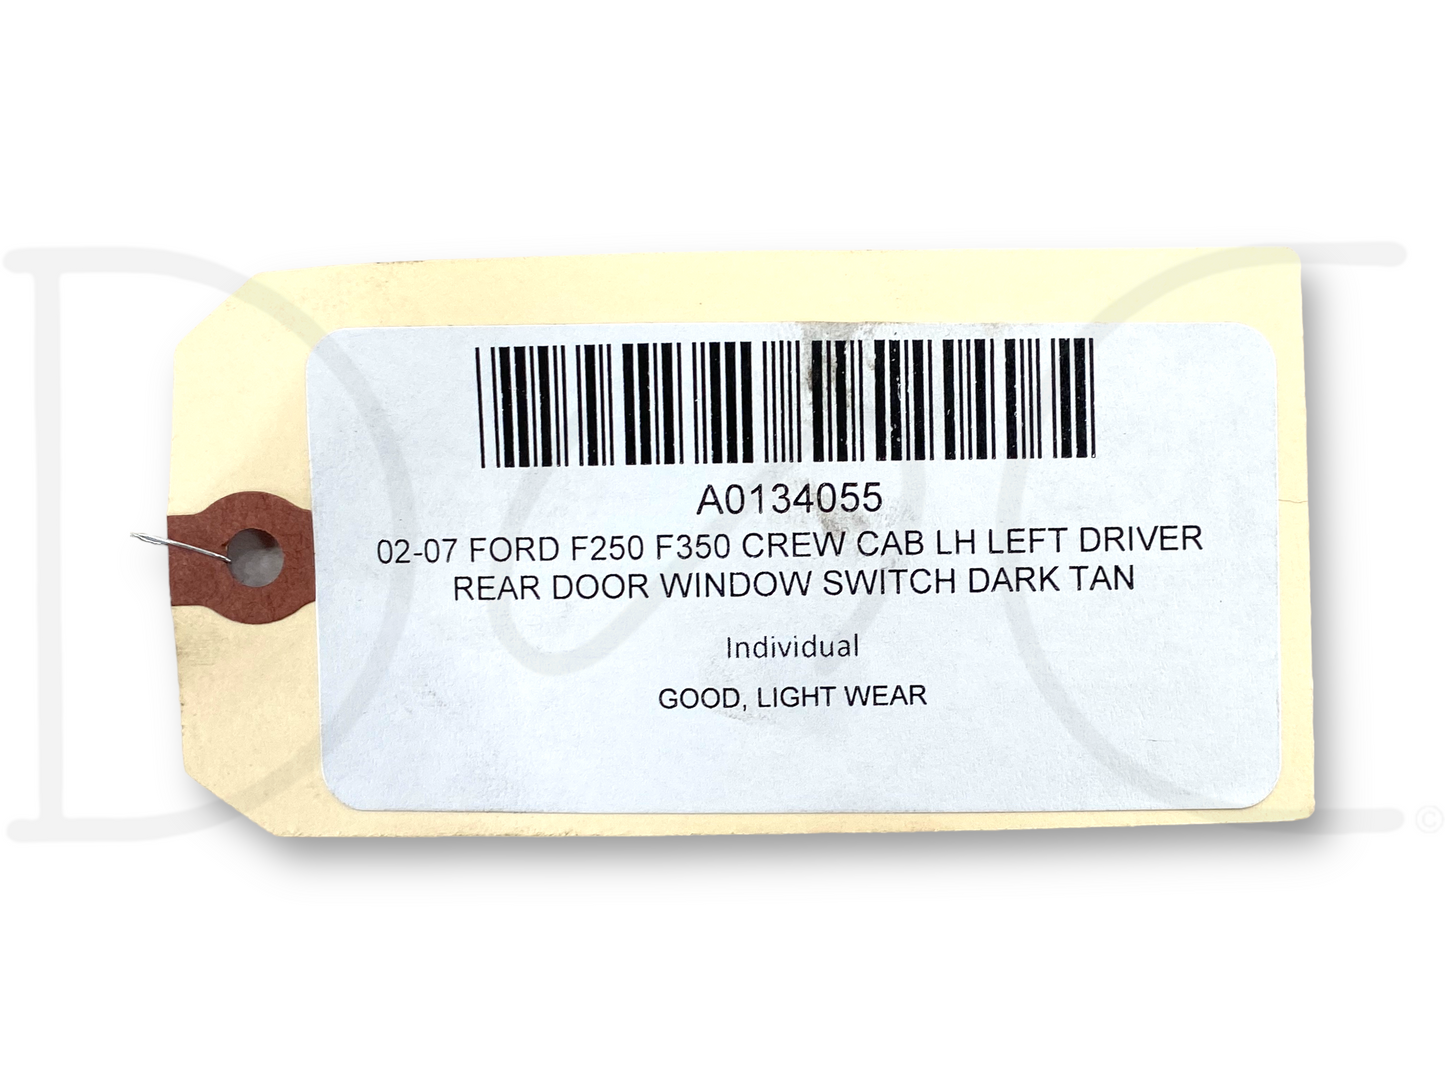 A0134055
02-07 FORD F250 F350 CREW CAB LH LEFT DRIVER
REAR DOOR WINDOW SWITCH DARK TAN
Individual
GOOD, LIGHT WEAR
©